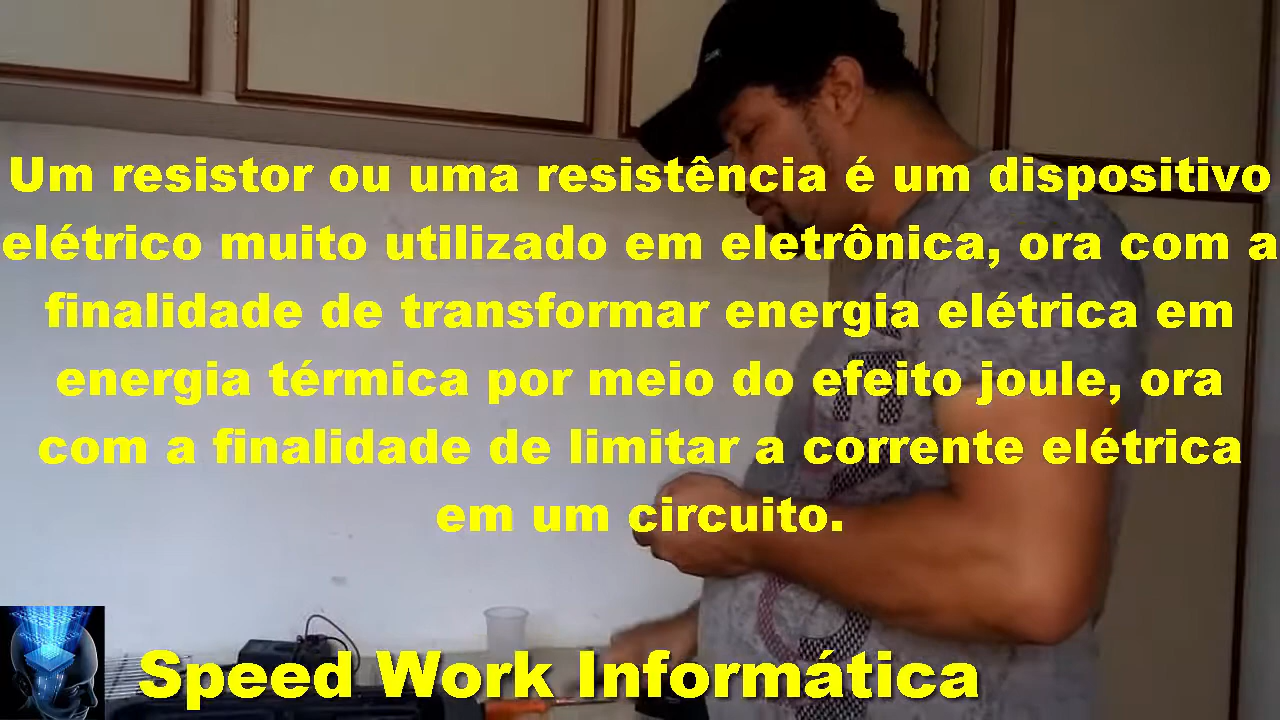 Um resistor ou uma resistência é um dispositivo
elétrico muito utilizado em eletrônica, ora com a
finalidade de transformar energia elétrica em
energia térmica por meio do efeito joule, ora
com a finalidade de limitar a corrente elétrica
em um circuito.
Speed Work Informática